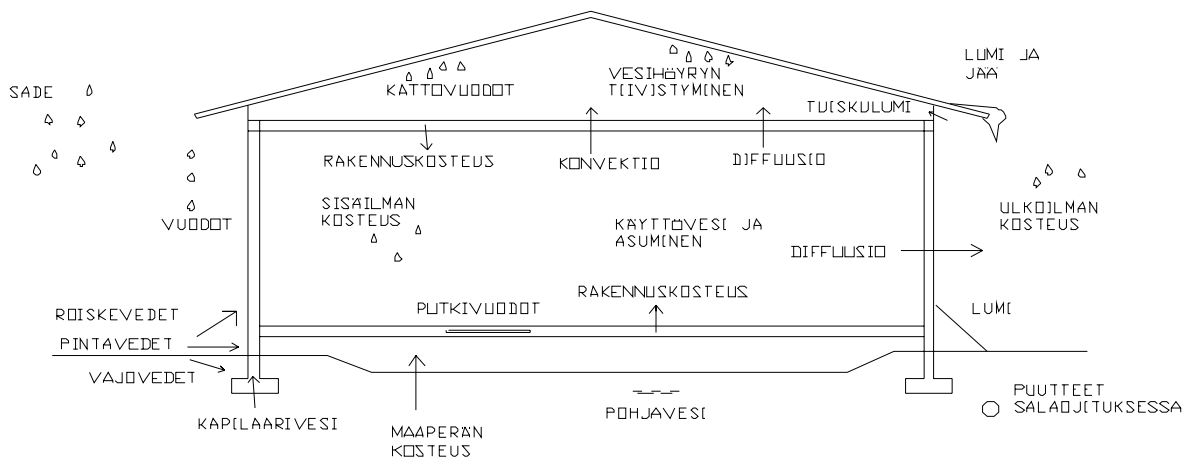 LUMI JA
JÄÄ
SADE
KATTOVUODOT
VESIHÖYRYN
TIIVISTYMINEN
TUISKULUMI
RAKENNUSKOSTEUS
KONVEKTIO
DIFFUUSIO
SISÄILMAN
KOSTEUS
VUODOT
KÄYTTÖVESI JA
ASUMINEN
ULKOILMAN
KOSTEUS
DIFFUUSIO
RAKENNUSKOSTEUS
PUTKIVUODOT
LUMI
ROISKEVEDET
PINTAVEDET
VAJOVEDET
KAPILAARIVESI
MAAPERÄN
KOSTEUS
POHJAVESI
PUUTTEET
SALAOJITUKSESSA